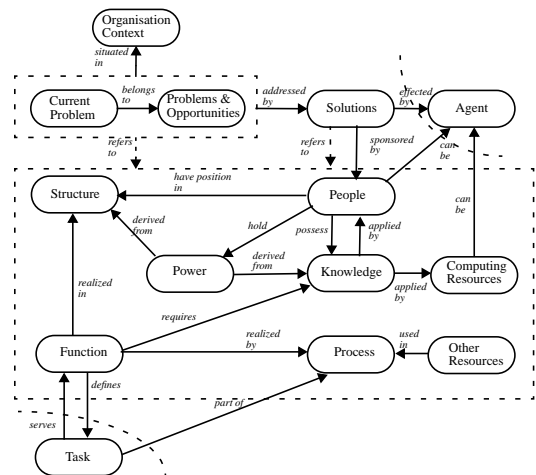 Organisation
Context
situated
in
Current
Problem
belongs
to
Problems &
Opportunities
addressed
by
Solutions
effected
by
Agent
refers
to
refers
to
sponsored
by
can
be
Structure
have position
in
People
can
be
derived
from
hold
possess
applied
by
Power
derived
from
Knowledge
applied
by
Computing
Resources
realized
in
requires
Function
realized
by
Process
used
in
Other
Resources
defines
serves
part of
Task